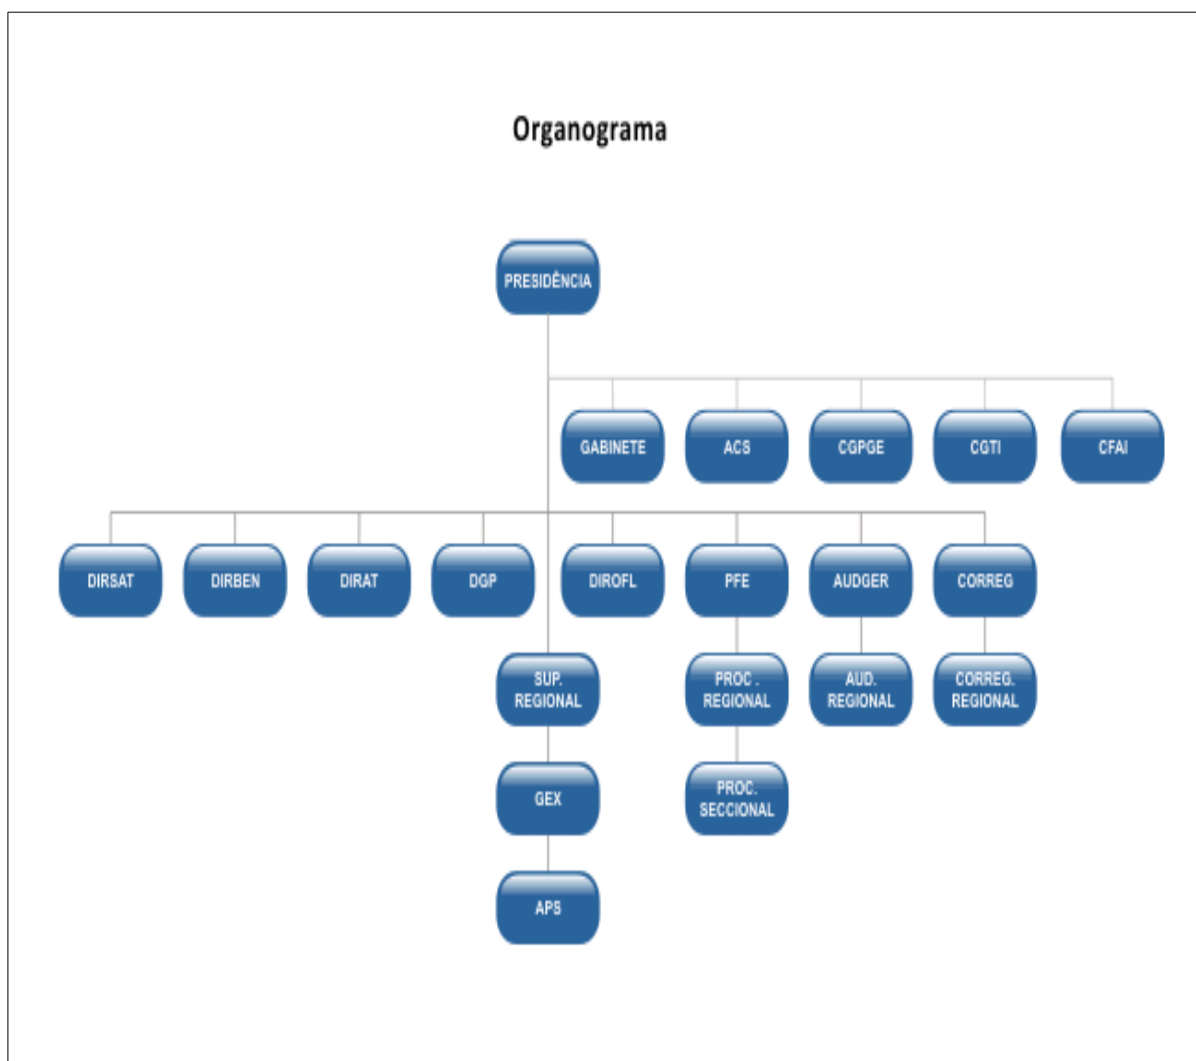 Organograma
PRESIDÊNCIA
GABINETE
ACS
CGPGE
CGTI
CFAI
DIRSAT
DIRBEN
DIRAT
DGP
DIROFL
PFE
AUDGER
CORREG
SUP.
REGIONAL
PROC .
REGIONAL
AUD.
REGIONAL
CORREG.
REGIONAL
GEX
PROC.
SECCIONAL
APS